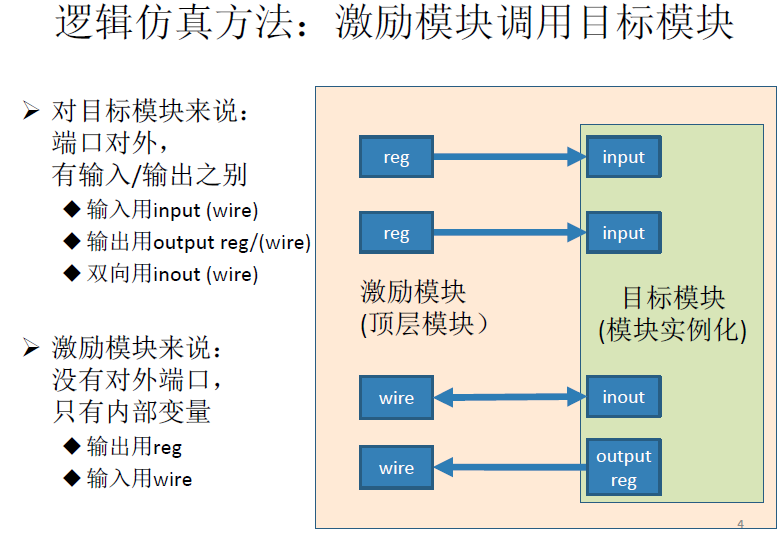 逻辑仿真方法：激励模块调用目标模块
➢ 对目标模块来说：
端口对外，
有输入/输出之别
◆ 输入用input (wire)
◆ 输出用output reg/(wire)
◆ 双向用inout (wire)
➢ 激励模块来说：
没有对外端口，
只有内部变量
◆ 输出用reg
◆ 输入用wire
reg
input
reg
input
激励模块
(顶层模块）
目标模块
(模块实例化)
wire
inout
wire
output
reg
4